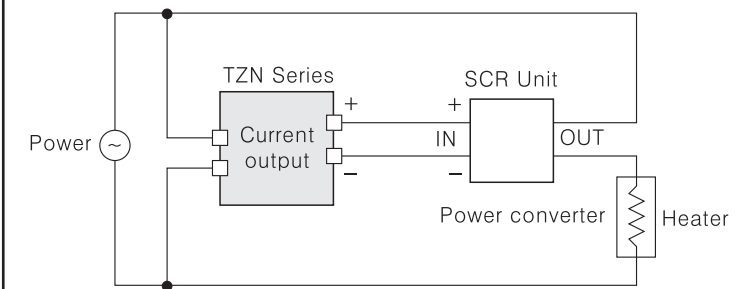 TZN Series
SCR Unit
+
+
Power
~
Current
output
IN
OUT
−
−
Power converter
Heater